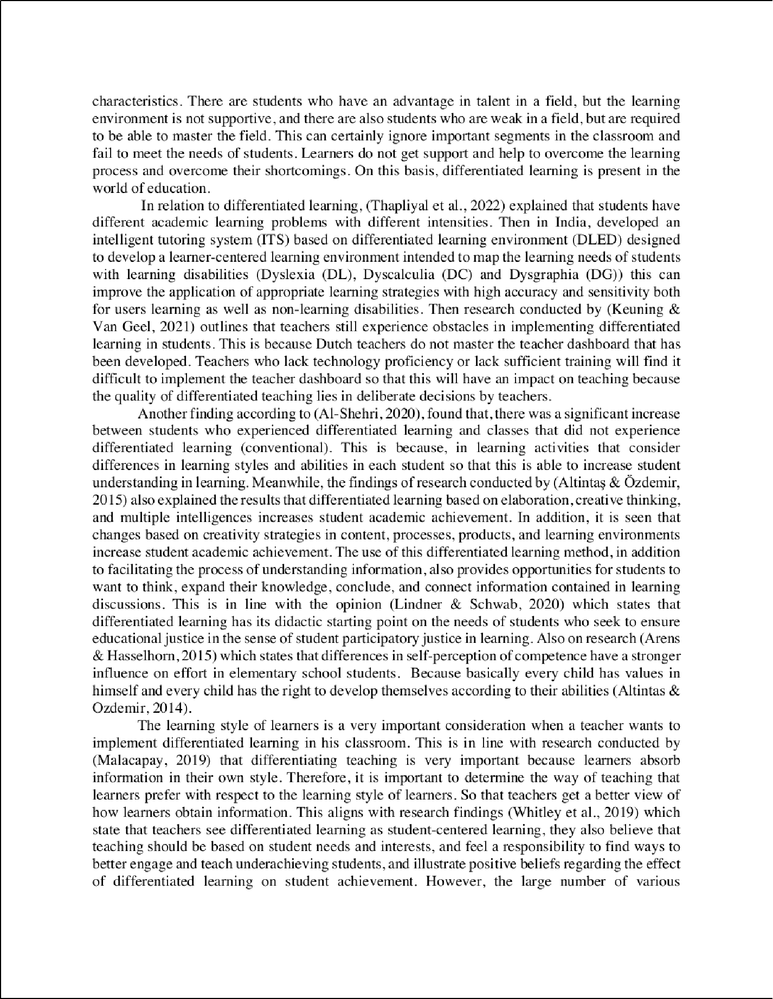 characteristics. There are students who have an advantage in talent in a field, but the learning
environment is not supportive, and there are also students who are weak in a field, but are required
to be able to master the field. This can certainly ignore important segments in the classroom and
fail to meet the needs of students. Learners do not get support and help to overcome the learning
process and overcome their shortcomings. On this basis, differentiated learning is present in the
world of education.
In relation to differentiated learning, (Thapliyal et al., 2022) explained that students have
different academic learning problems with different intensities. Then in India, developed an
intelligent tutoring system (ITS) based on differentiated learning environment (DLED) designed
to develop a learner-centered learning environment intended to map the learning needs of students
with learning disabilities (Dyslexia (DL), Dyscalculia (DC) and Dysgraphia (DG)) this can
improve the application of appropriate learning strategies with high accuracy and sensitivity both
for users learning as well as non-learning disabilities. Then research conducted by (Keuning &
Van Geel, 2021) outlines that teachers still experience obstacles in implementing differentiated
learning in students. This is because Dutch teachers do not master the teacher dashboard that has
been developed. Teachers who lack technology proficiency or lack sufficient training will find it
difficult to implement the teacher dashboard so that this will have an impact on teaching because
the quality of differentiated teaching lies in deliberate decisions by teachers.
Another finding according to (Al-Shehri, 2020), found that, there was a significant increase
between students who experienced differentiated learning and classes that did not experience
differentiated learning (conventional). This is because, in learning activities that consider
differences in learning styles and abilities in each student so that this is able to increase student
understanding in learning. Meanwhile, the findings of research conducted by (Altintaş & Özdemir,
2015) also explained the results that differentiated learning based on elaboration, creative thinking,
and multiple intelligences increases student academic achievement. In addition, it is seen that
changes based on creativity strategies in content, processes, products, and learning environments
increase student academic achievement. The use of this differentiated learning method, in addition
to facilitating the process of understanding information, also provides opportunities for students to
want to think, expand their knowledge, conclude, and connect information contained in learning
discussions. This is in line with the opinion (Lindner & Schwab, 2020) which states that
differentiated learning has its didactic starting point on the needs of students who seek to ensure
educational justice in the sense of student participatory justice in learning. Also on research (Arens
& Hasselhorn, 2015) which states that differences in self-perception of competence have a stronger
influence on effort in elementary school students.  Because basically every child has values in
himself and every child has the right to develop themselves according to their abilities (Altintas &
Ozdemir, 2014).
The learning style of learners is a very important consideration when a teacher wants to
implement differentiated learning in his classroom. This is in line with research conducted by
(Malacapay, 2019) that differentiating teaching is very important because learners absorb
information in their own style. Therefore, it is important to determine the way of teaching that
learners prefer with respect to the learning style of learners. So that teachers get a better view of
how learners obtain information. This aligns with research findings (Whitley et al., 2019) which
state that teachers see differentiated learning as student-centered learning, they also believe that
teaching should be based on student needs and interests, and feel a responsibility to find ways to
better engage and teach underachieving students, and illustrate positive beliefs regarding the effect
of differentiated learning on student achievement. However, the large number of various